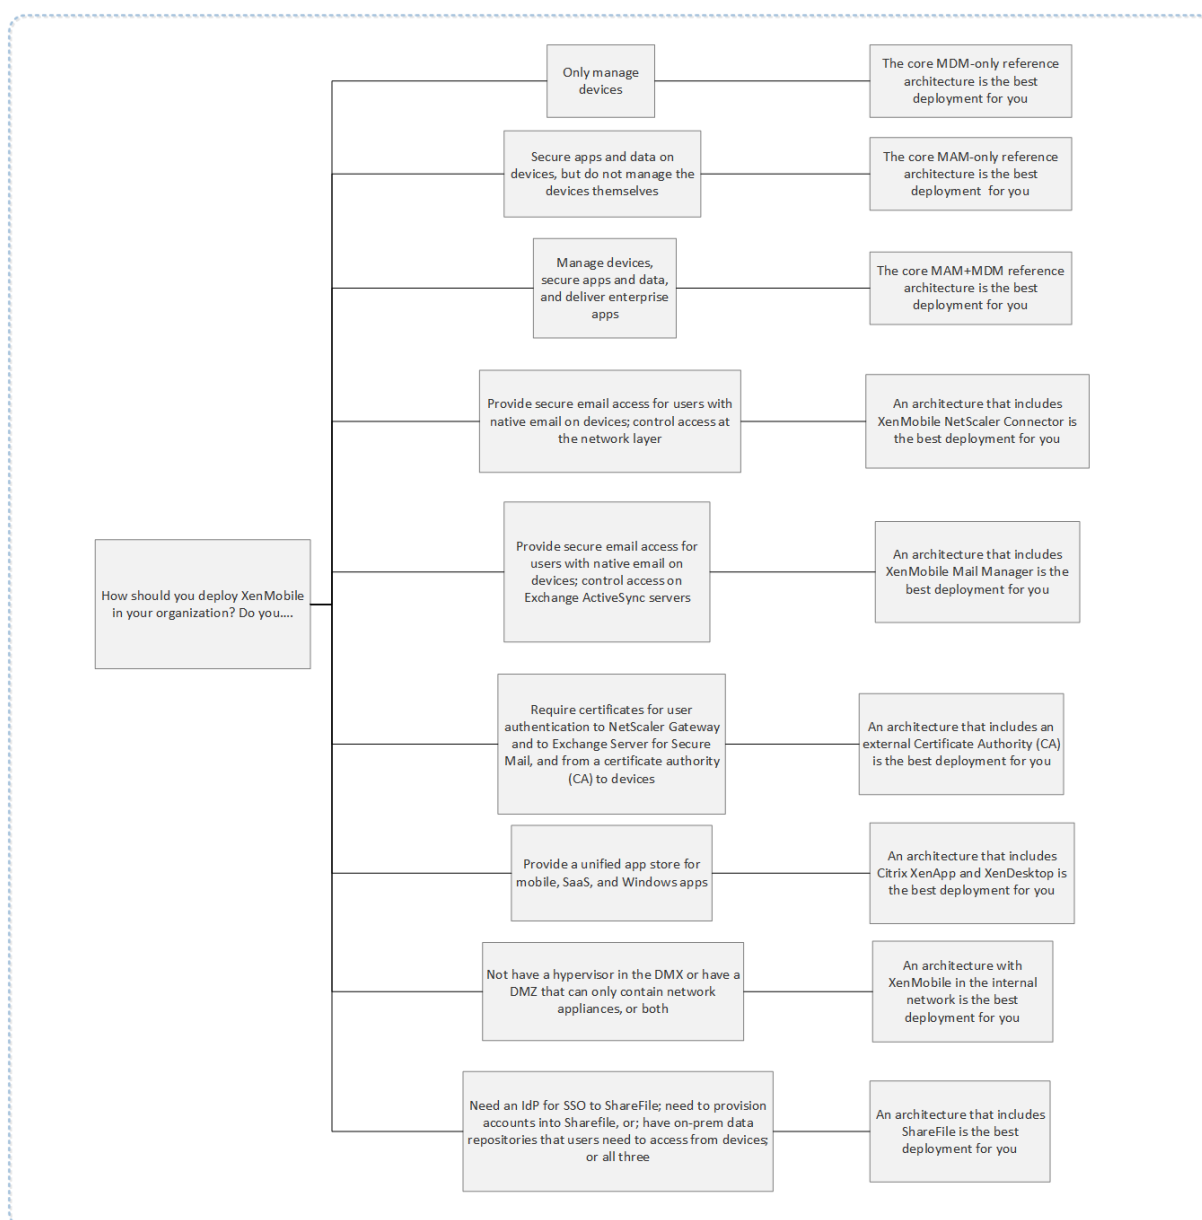 Only manage
devices
The core MDM-only reference
architecture is the best
deployment for you
Secure apps and data on
devices, but do not manage the
devices themselves
The core MAM-only reference
architecture is the best
deployment for you
Manage devices,
secure apps and data,
and deliver enterprise
apps
The core MAM+MDM reference
architecture is the best
deployment for you
Provide secure email access for users with
native email on devices; control access at
the network layer
An architecture that includes
XenMobile NetScaler Connector is
the best deployment for you
How should you deploy XenMobile
in your organization? Do you....
Provide secure email access for
users with native email on
devices; control access on
Exchange ActiveSync servers
An architecture that includes
XenMobile Mail Manager is the
best deployment for you
Require certificates for user
authentication to NetScaler Gateway
and to Exchange Server for Secure
Mail, and from a certificate authority
(CA) to devices
An architecture that includes an
external Certificate Authority (CA)
is the best deployment for you
Provide a unified app store for
mobile, SaaS, and Windows apps
An architecture that includes
Citrix XenApp and XenDesktop is
the best deployment for you
Not have a hypervisor in the DMX or have a
DMZ that can only contain network
appliances, or both
An architecture with
XenMobile in the internal
network is the best
deployment for you
Need an IdP for SSO to ShareFile; need to provision
accounts into Sharefile, or; have on-prem data
repositories that users need to access from devices;
or all three
An architecture that includes
ShareFile is the best
deployment for you